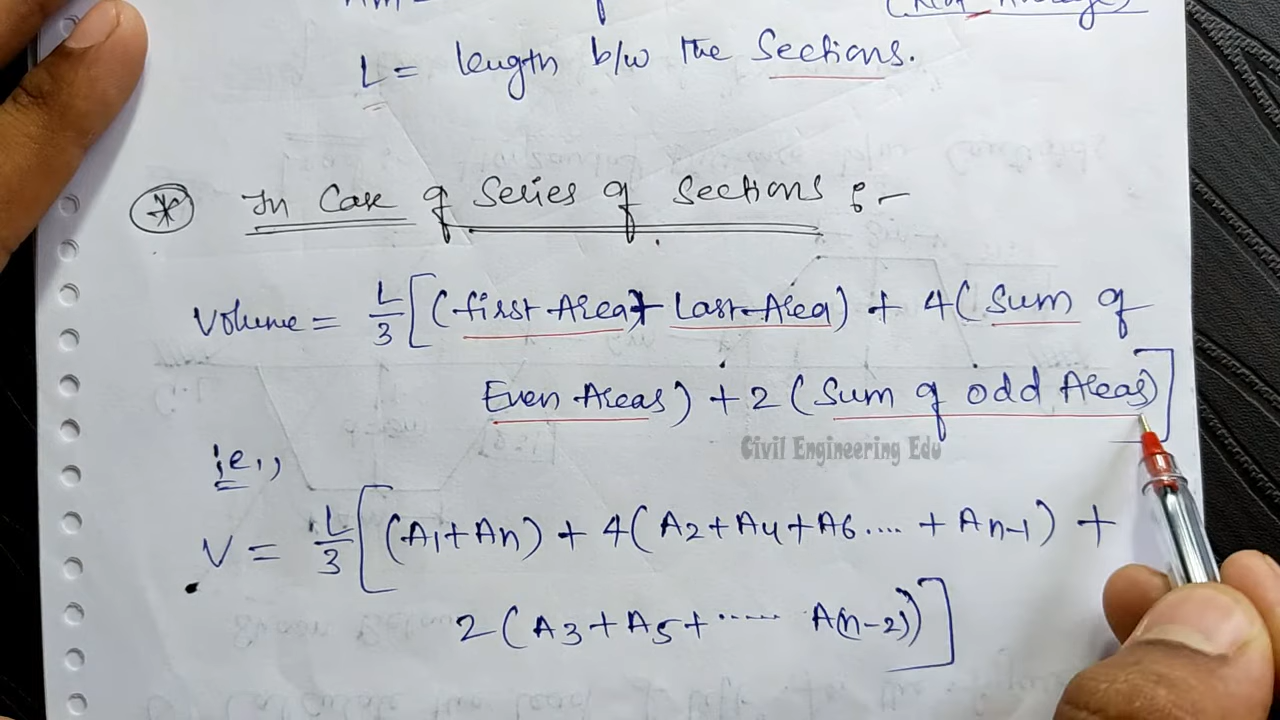 L = length b/w the Sections.
In Case of Series of Sections :-
Volume = L/3 [(first Area + Last Area) + 4 (Sum of
Even Areas) + 2 (Sum of odd Areas)]
Civil Engineering Edu
i.e.,,
V = L/3 [(A1+An) + 4(A2+A4+A6.... + An-1) +
2 (A3+A5+...... A(n-2))]